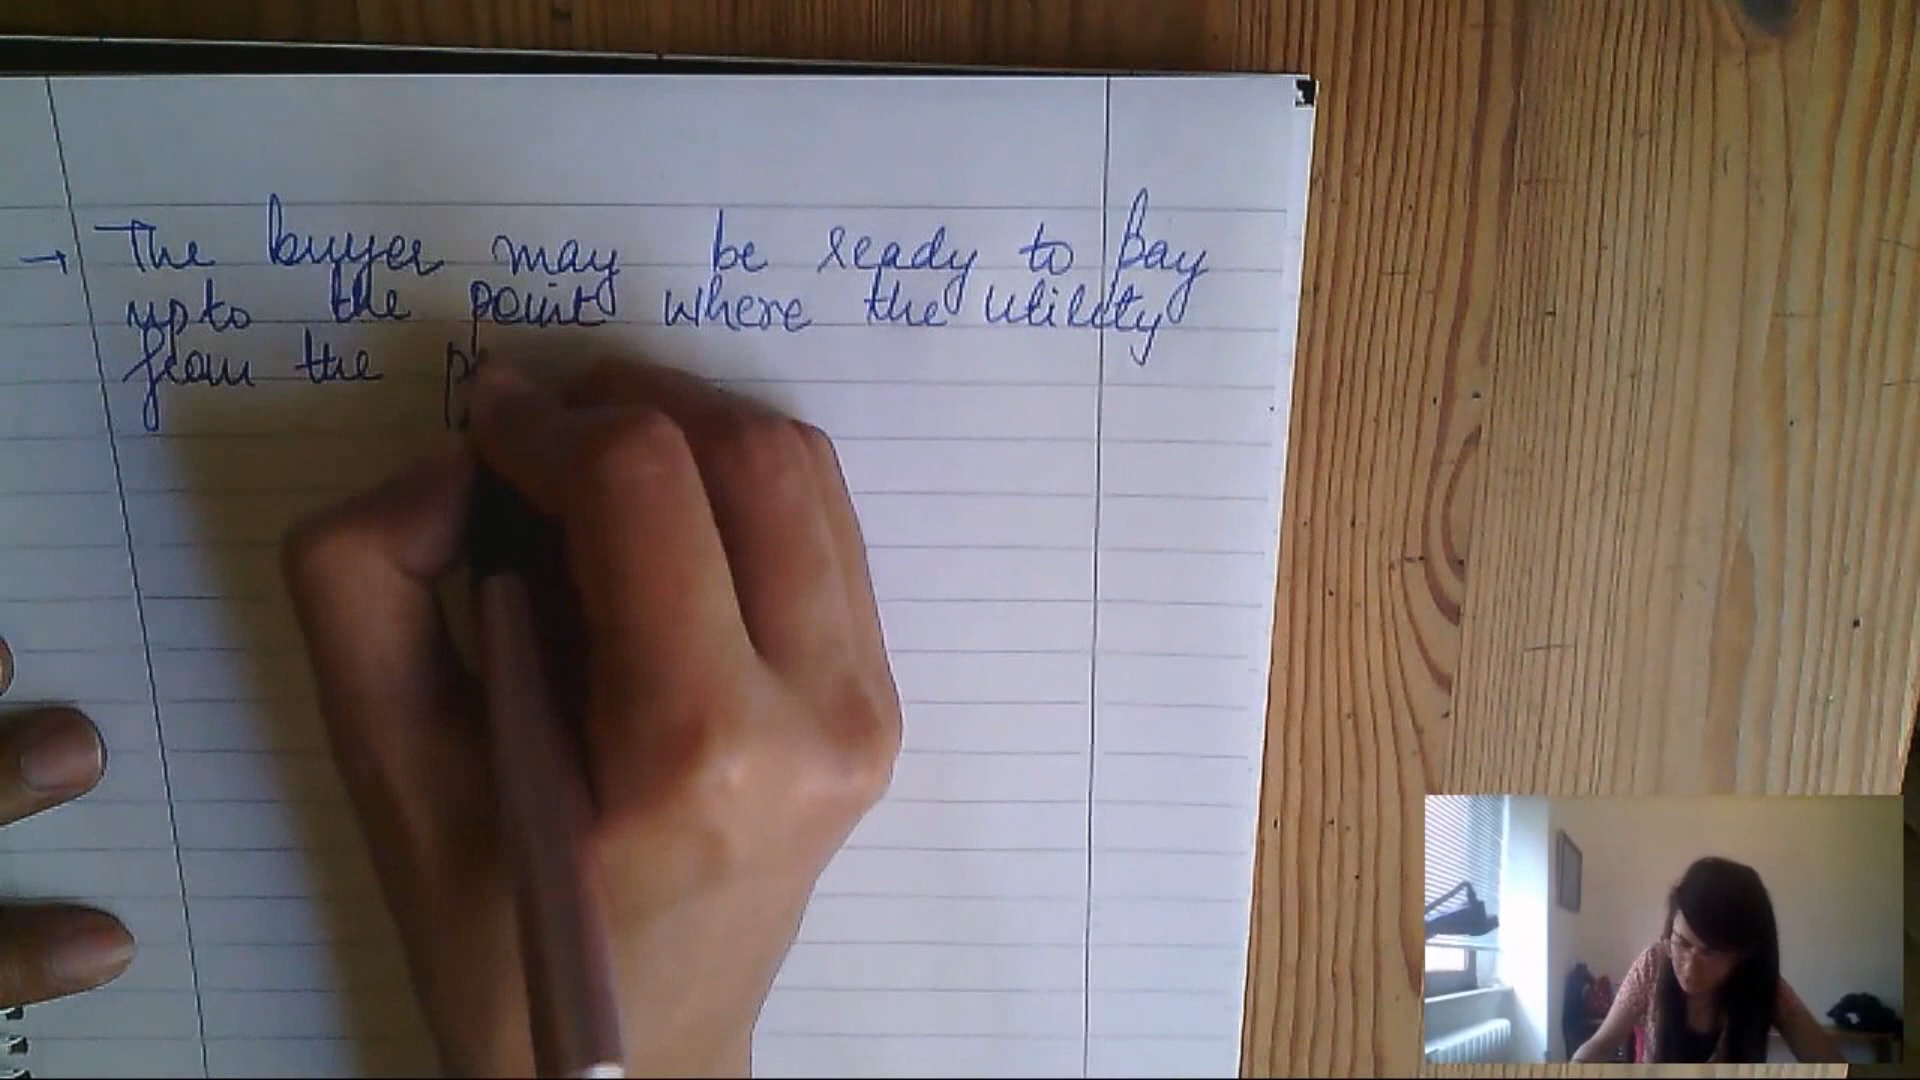 → The buyer may be ready to pay
upto the point where the utility
from the